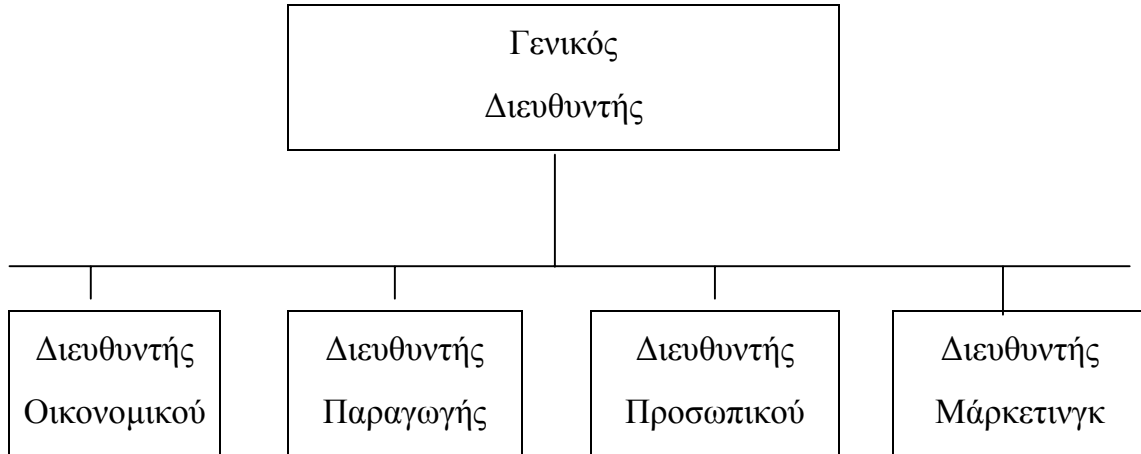 Γενικός
Διευθυντής
Διευθυντής
Οικονομικού
Διευθυντής
Παραγωγής
Διευθυντής
Προσωπικού
Διευθυντής
Μάρκετινγκ